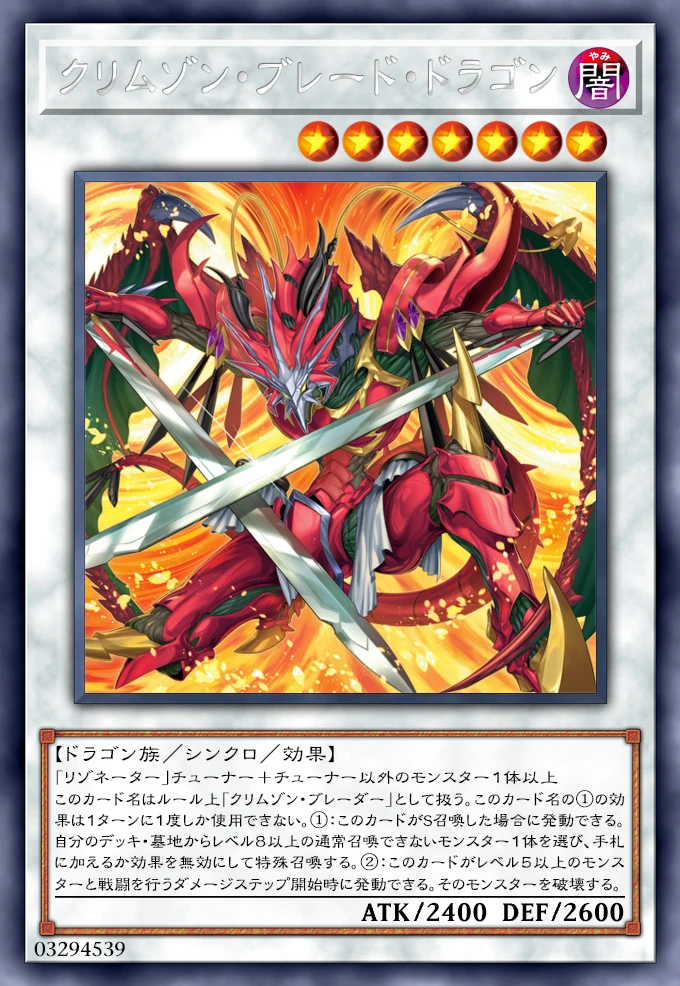 クリムゾン・ブレード・ドラゴン
やみ
闇
【ドラゴン族／シンクロ／効果】
「リゾネーター」チューナー＋チューナー以外のモンスター１体以上
このカード名はルール上「クリムゾン・ブレーダー」として扱う。このカード名の①の効
果は１ターンに１度しか使用できない。①：このカードがS召喚した場合に発動できる。
自分のデッキ・墓地からレベル８以上の通常召喚できないモンスター１体を選び、手札
に加えるか効果を無効にして特殊召喚する。②：このカードがレベル５以上のモンス
ターと戦闘を行うダメージステップ開始時に発動できる。そのモンスターを破壊する。
ATK/2400 DEF/2600
03294539